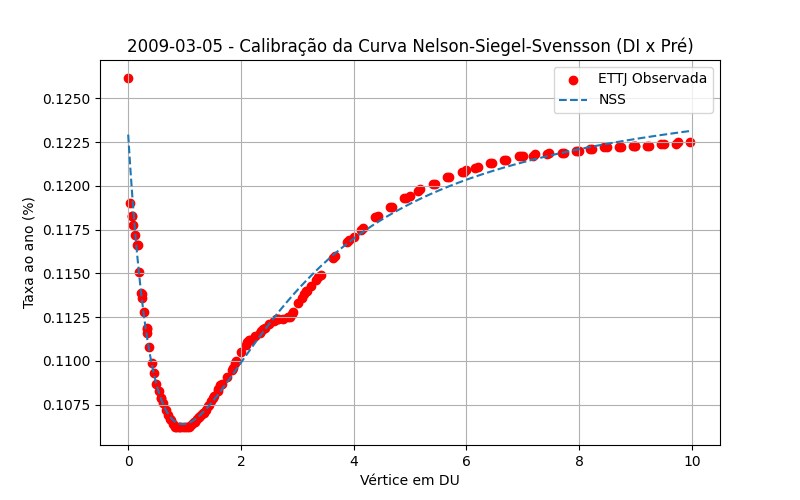 2009-03-05 - Calibração da Curva Nelson-Siegel-Svensson (DI x Pré)
ETTJ Observada
NSS
0.1250
0.1225
0.1200
0.1175
0.1150
0.1125
0.1100
0.1075
Taxa ao ano (%)
0 2 4 6 8 10
Vértice em DU